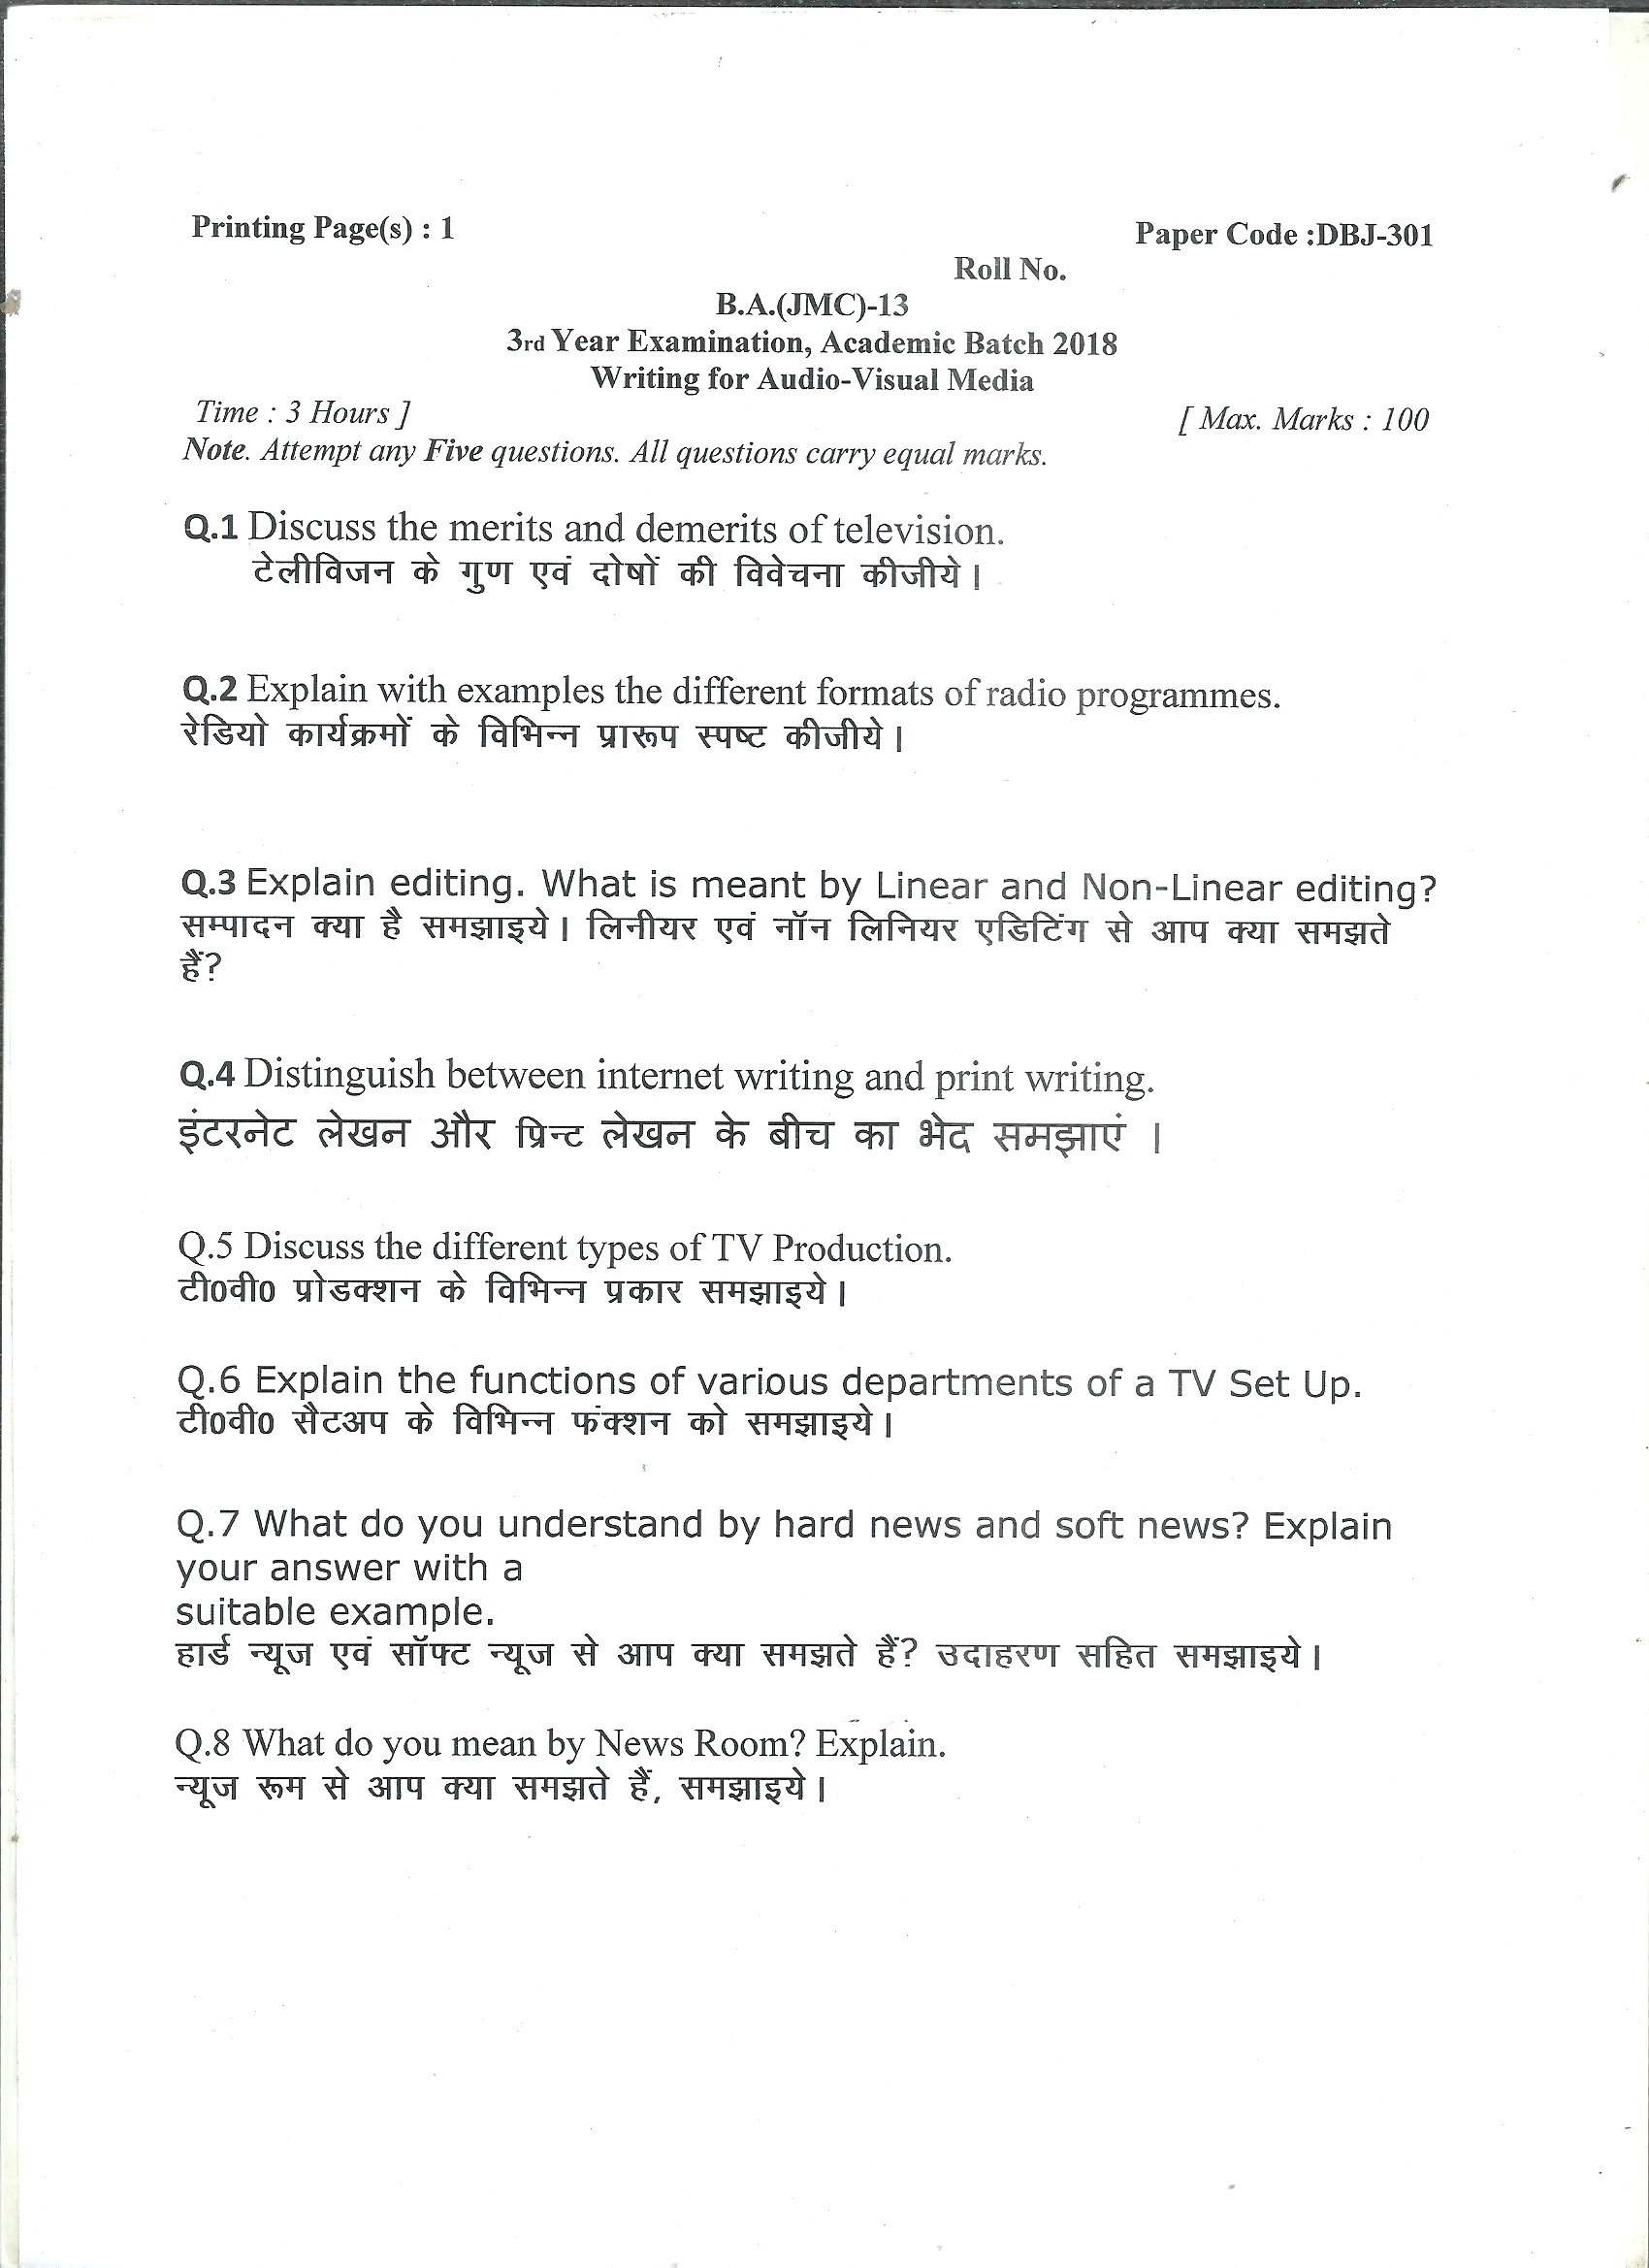 Printing Page(s) : 1
Paper Code :DBJ-301
Roll No.
B.A.(JMC)-13
3rd Year Examination, Academic Batch 2018
Writing for Audio-Visual Media
Time : 3 Hours ]
[ Max. Marks : 100
Note. Attempt any Five questions. All questions carry equal marks.
Q.1 Discuss the merits and demerits of television.
टेलीविजन के गुण एवं दोषों की विवेचना कीजीये।
Q.2 Explain with examples the different formats of radio programmes.
रेडियो कार्यक्रमों के विभिन्न प्रारूप स्पष्ट कीजीये।
Q.3 Explain editing. What is meant by Linear and Non-Linear editing?
सम्पादन क्या है समझाइये। लिनीयर एवं नॉन लिनियर एडिटिंग से आप क्या समझते
हैं?
Q.4 Distinguish between internet writing and print writing.
इंटरनेट लेखन और प्रिन्ट लेखन के बीच का भेद समझाएं ।
Q.5 Discuss the different types of TV Production.
टी0वी0 प्रोडक्शन के विभिन्न प्रकार समझाइये।
Q.6 Explain the functions of various departments of a TV Set Up.
टी0वी0 सैटअप के विभिन्न फंक्शन को समझाइये।
Q.7 What do you understand by hard news and soft news? Explain
your answer with a
suitable example.
हार्ड न्यूज एवं सॉफ्ट न्यूज से आप क्या समझते हैं? उदाहरण सहित समझाइये।
Q.8 What do you mean by News Room? Explain.
न्यूज रूम से आप क्या समझते हैं, समझाइये।